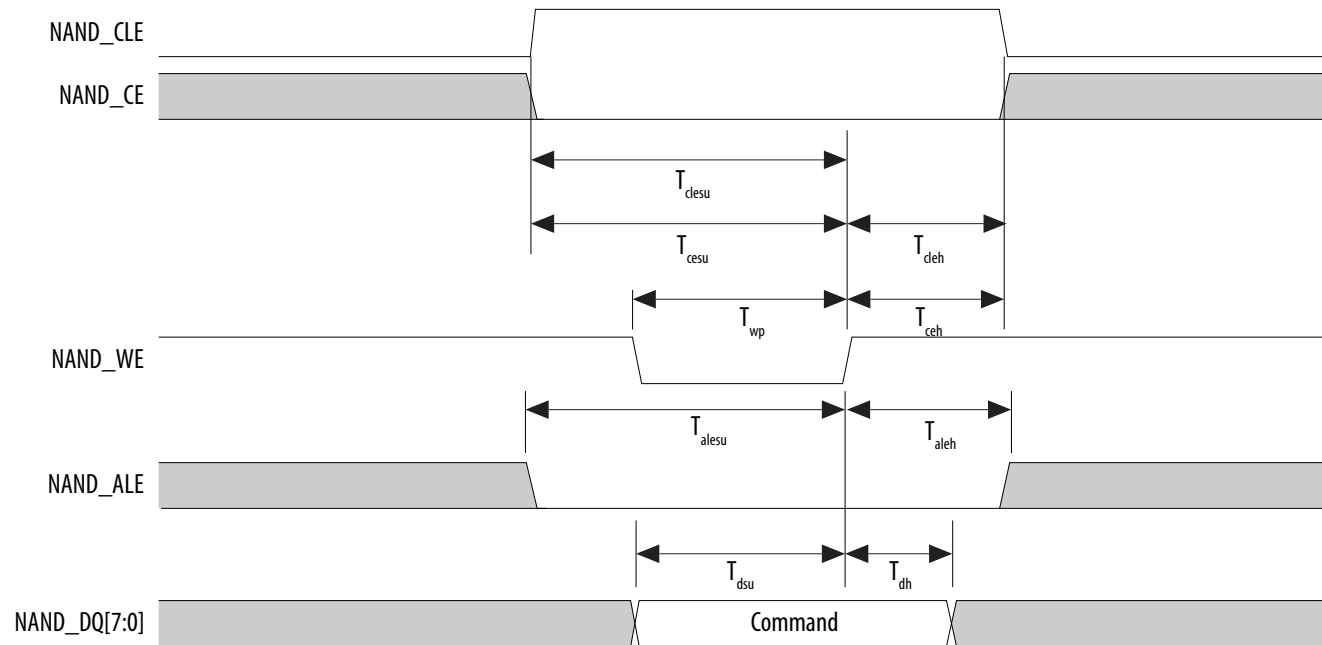 NAND_CLE
NAND_CE
T_clesu
T_cesu T_cleh
T_wp T_ceh
NAND_WE
T_alesu T_aleh
NAND_ALE
T_dsu T_dh
NAND_DQ[7:0] Command